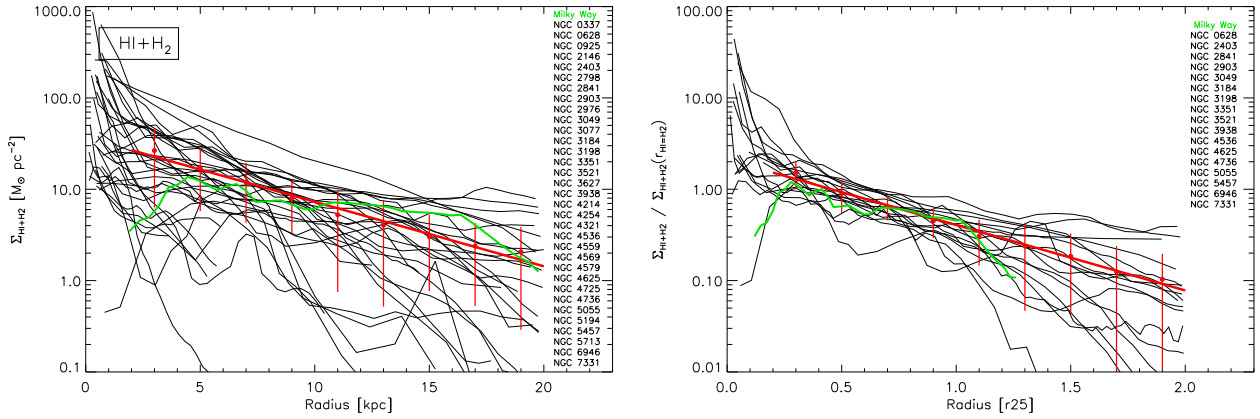 HI+H₂
Milky Way
NGC 0337
NGC 0628
NGC 0925
NGC 2146
NGC 2403
NGC 2798
NGC 2841
NGC 2903
NGC 2976
NGC 3049
NGC 3077
NGC 3184
NGC 3198
NGC 3351
NGC 3521
NGC 3627
NGC 3938
NGC 4214
NGC 4254
NGC 4321
NGC 4536
NGC 4559
NGC 4569
NGC 4579
NGC 4625
NGC 4725
NGC 4736
NGC 5055
NGC 5194
NGC 5457
NGC 5713
NGC 6946
NGC 7331
1000.0
100.0
10.0
1.0
0.1
Σ_HI+H2 [M⊙ pc⁻²]
0 5 10 15 20
Radius [kpc]
Milky Way
NGC 0628
NGC 2403
NGC 2841
NGC 2903
NGC 3049
NGC 3184
NGC 3198
NGC 3351
NGC 3521
NGC 3938
NGC 4536
NGC 4625
NGC 4736
NGC 5055
NGC 5457
NGC 6946
NGC 7331
100.00
10.00
1.00
0.10
0.01
Σ_HI+H2 / Σ_HI+H2(r_HI=H2)
0.0 0.5 1.0 1.5 2.0
Radius [r25]